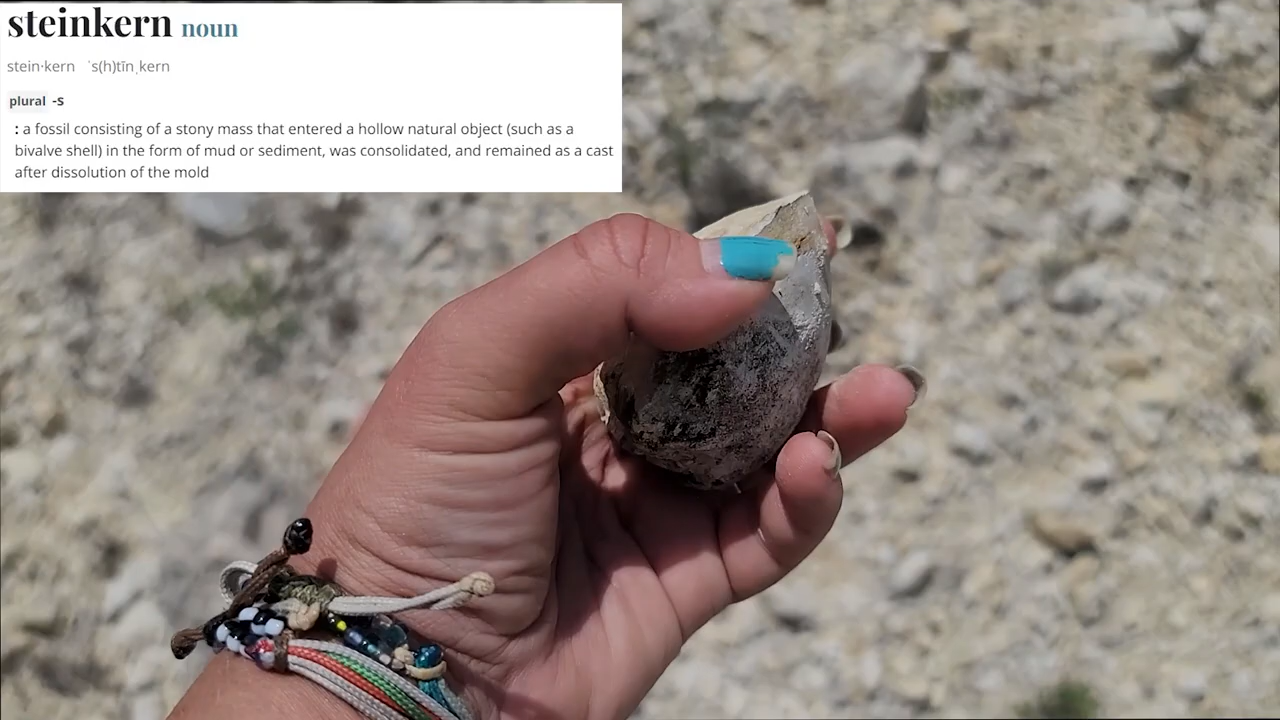 steinkern noun
stein·kern ˈs(h)tīnˌkern
plural -s
: a fossil consisting of a stony mass that entered a hollow natural object (such as a
bivalve shell) in the form of mud or sediment, was consolidated, and remained as a cast
after dissolution of the mold